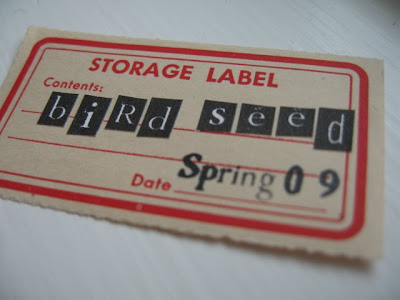 STORAGE LABEL
Contents:
biRd seed
Date Spring 09